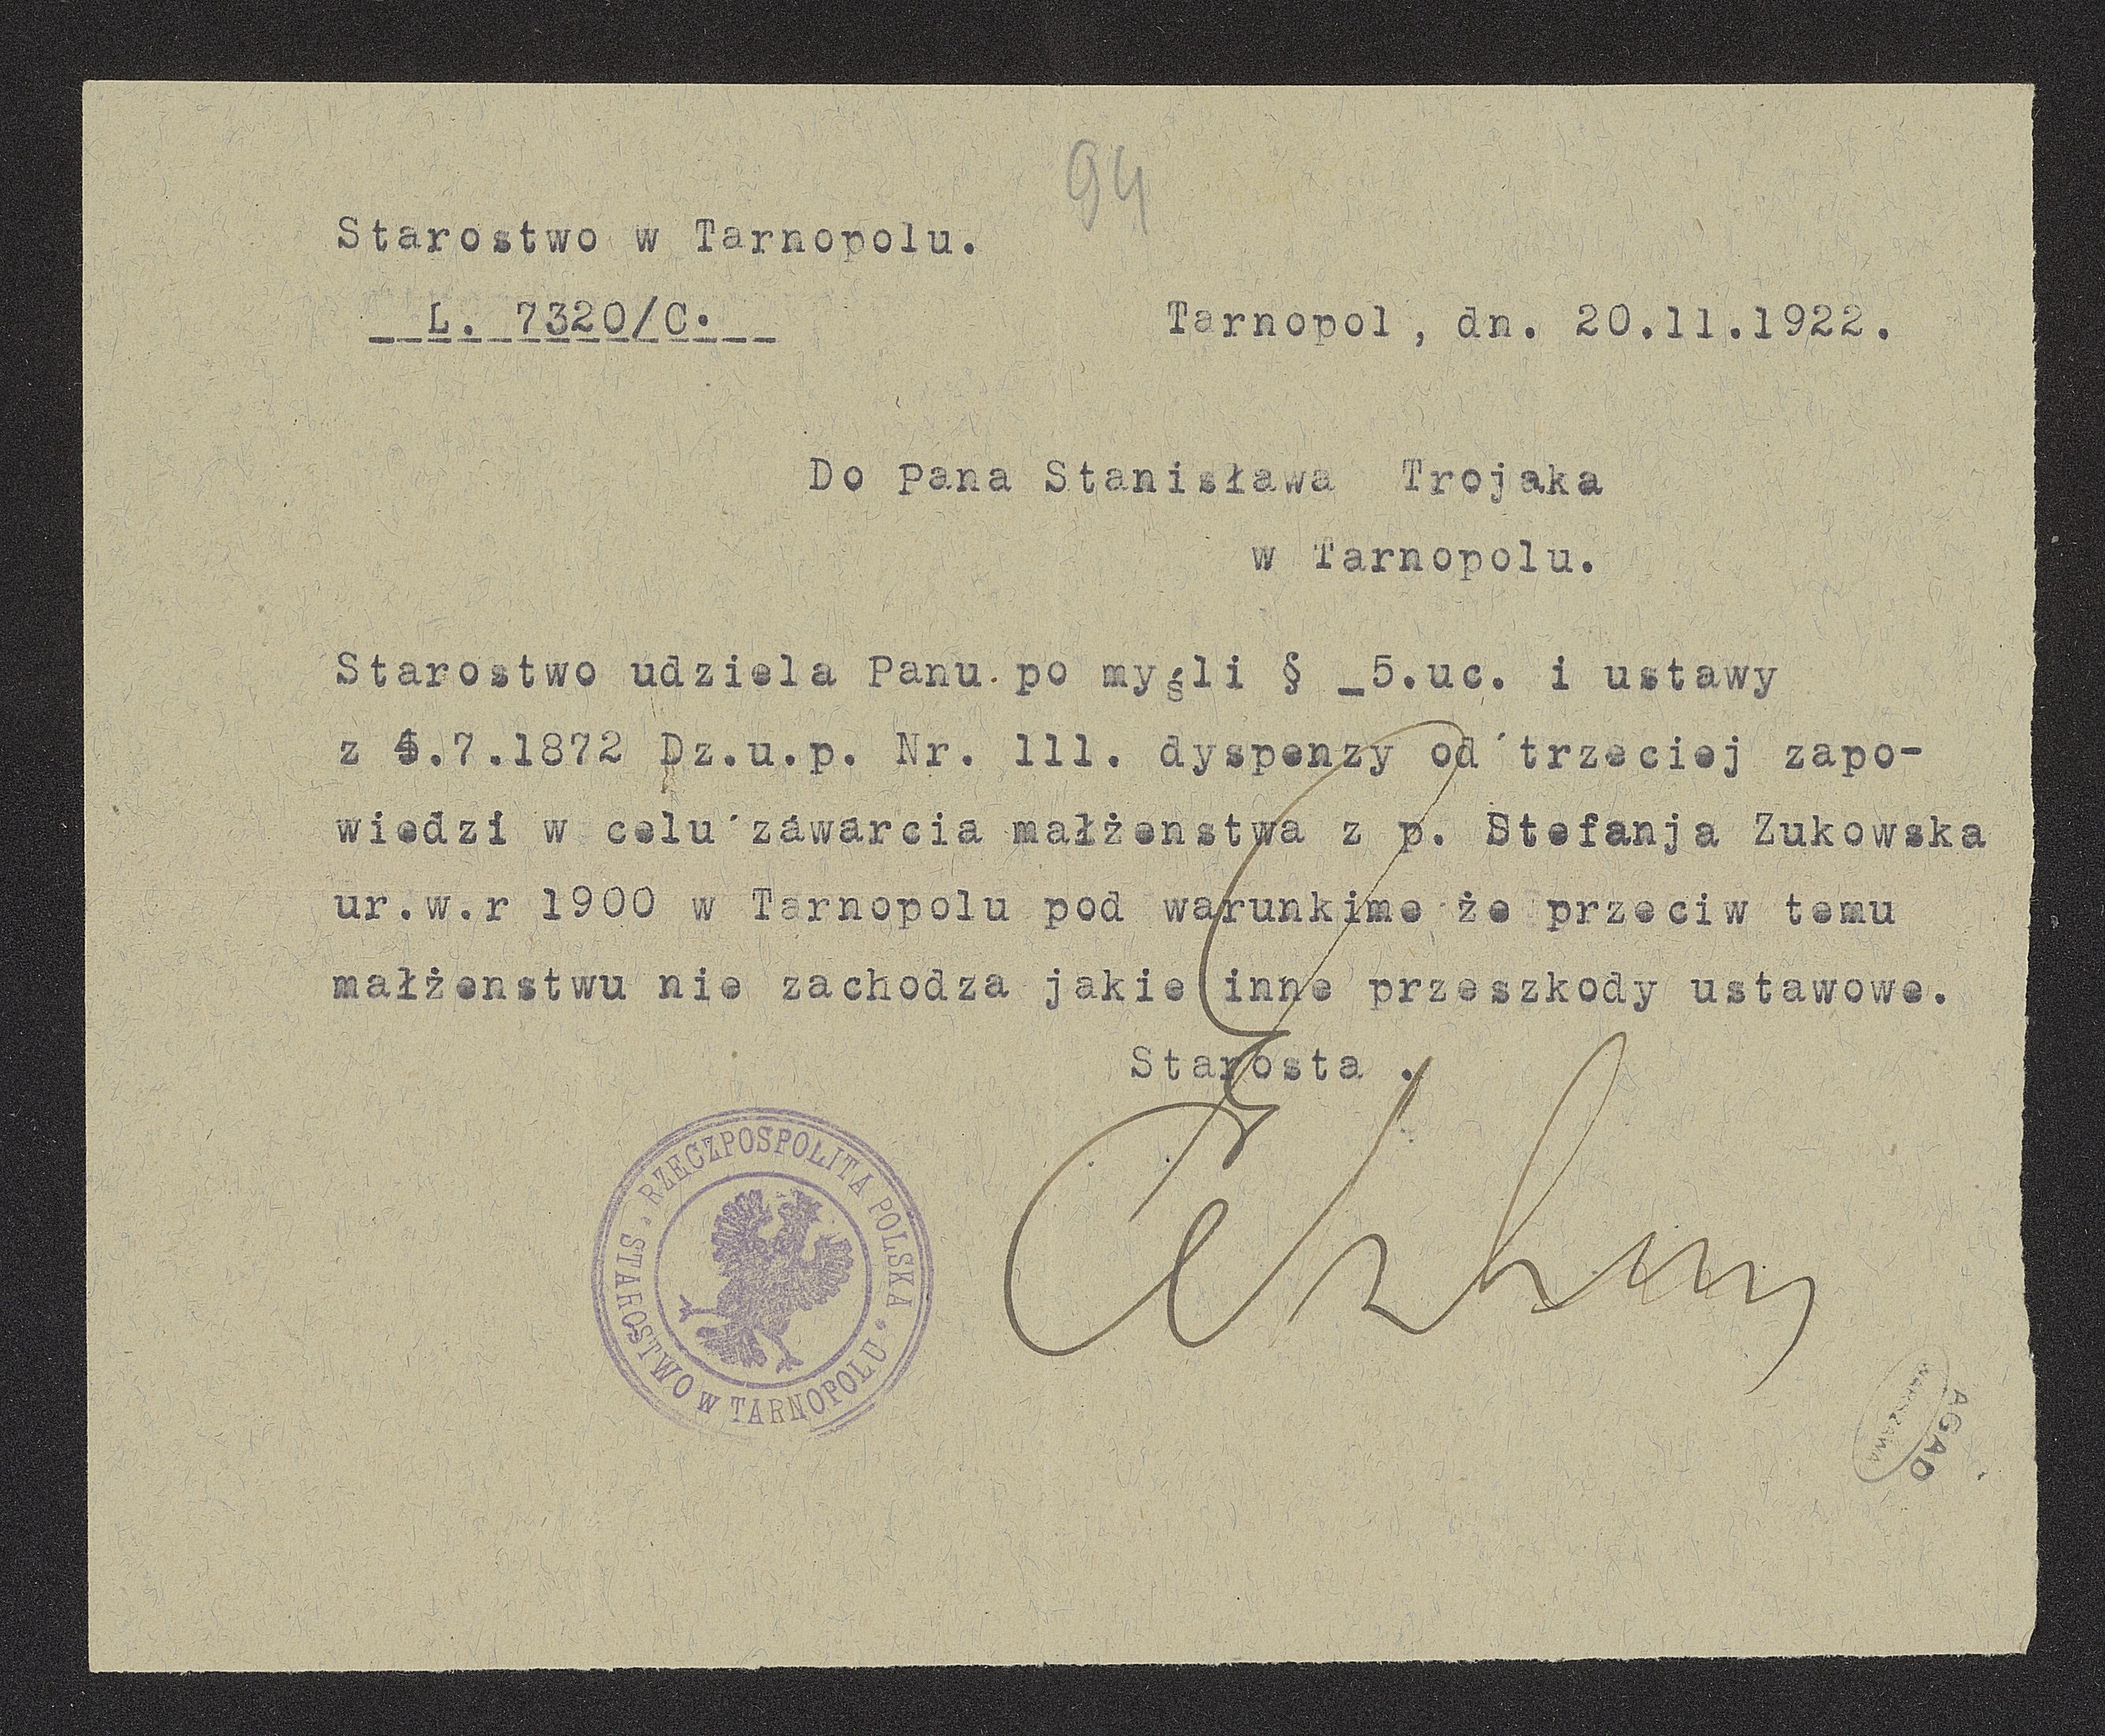 94
Starostwo w Tarnopolu.
L. 7320/C.
Tarnopol, dn. 20.11.1922.
Do Pana Stanisława Trojaka
w Tarnopolu.
Starostwo udziela Panu po myśli § _5.uc. i ustawy
z 4.7.1872 Dz.u.p. Nr. 111. dyspenzy od trzeciej zapo-
wiedzi w celu zawarcia małżenstwa z p. Stefanja Zukowska
ur.w.r 1900 w Tarnopolu pod warunkime że przeciw temu
małżenstwu nie zachodza jakie inne przeszkody ustawowe.
Starosta .
RZECZPOSPOLITA POLSKA
STAROSTWO W TARNOPOLU
AGAD
WARSZAWA